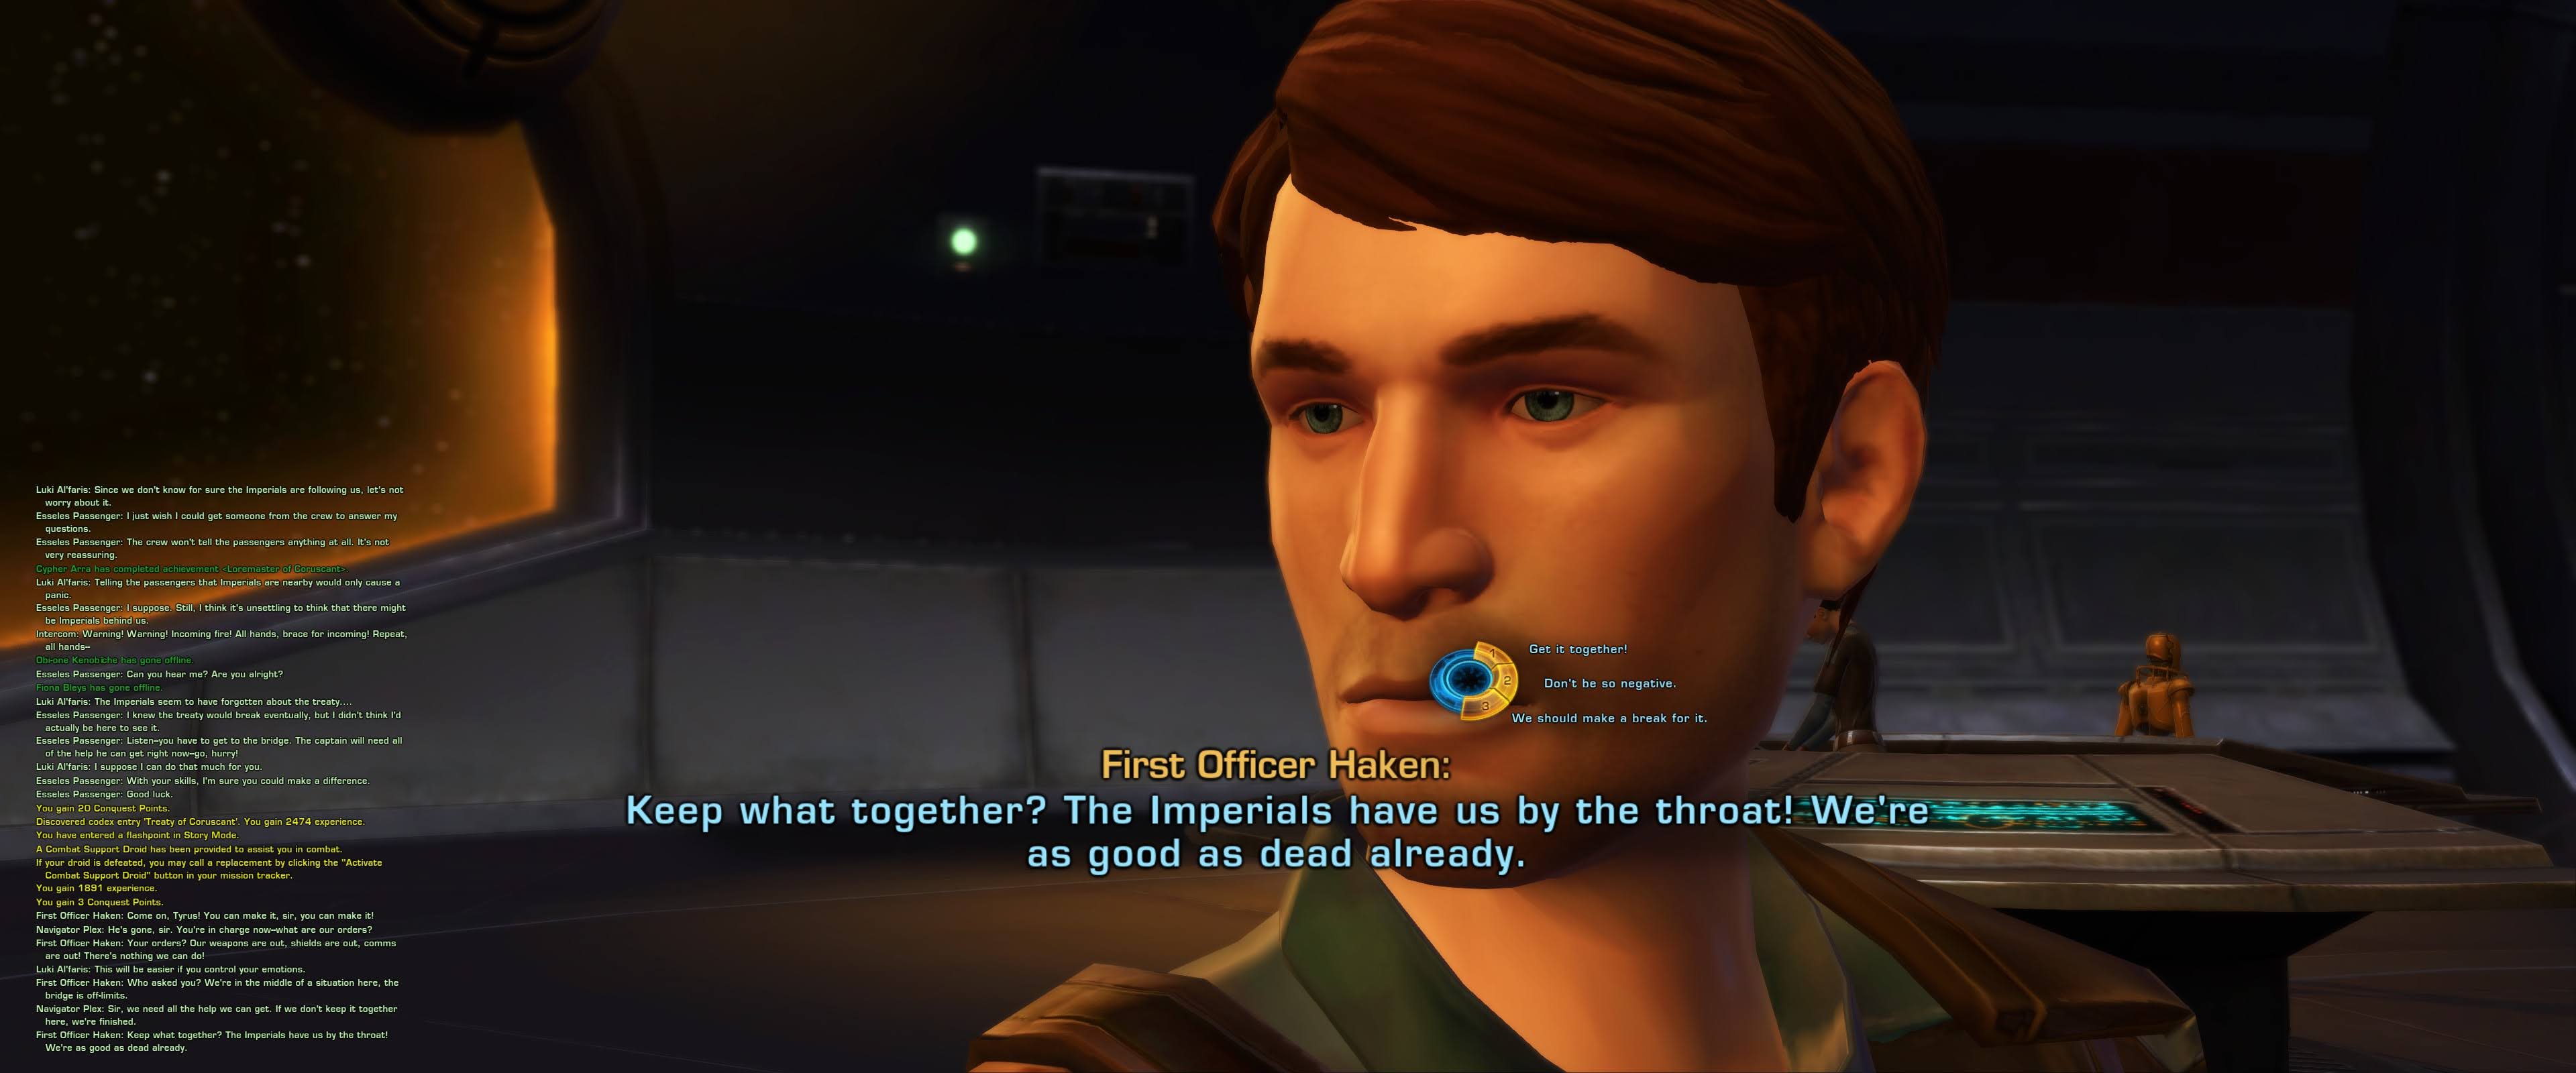 Luki Al'faris: Since we don't know for sure the Imperials are following us, let's not
worry about it.
Esseles Passenger: I just wish I could get someone from the crew to answer my
questions.
Esseles Passenger: The crew won't tell the passengers anything at all. It's not
very reassuring.
Cypher Arra has completed achievement <Loremaster of Coruscant>.
Luki Al'faris: Telling the passengers that Imperials are nearby would only cause a
panic.
Esseles Passenger: I suppose. Still, I think it's unsettling to think that there might
be Imperials behind us.
Intercom: Warning! Warning! Incoming fire! All hands, brace for incoming! Repeat,
all hands—
Obi-one Kenobiche has gone offline.
Esseles Passenger: Can you hear me? Are you alright?
Fiona Bleys has gone offline.
Luki Al'faris: The Imperials seem to have forgotten about the treaty....
Esseles Passenger: I knew the treaty would break eventually, but I didn't think I'd
actually be here to see it.
Esseles Passenger: Listen—you have to get to the bridge. The captain will need all
of the help he can get right now—go, hurry!
Luki Al'faris: I suppose I can do that much for you.
Esseles Passenger: With your skills, I'm sure you could make a difference.
Esseles Passenger: Good luck.
You gain 20 Conquest Points.
Discovered codex entry 'Treaty of Coruscant'. You gain 2474 experience.
You have entered a flashpoint in Story Mode.
A Combat Support Droid has been provided to assist you in combat.
If your droid is defeated, you may call a replacement by clicking the "Activate
Combat Support Droid" button in your mission tracker.
You gain 1891 experience.
You gain 3 Conquest Points.
First Officer Haken: Come on, Tyrus! You can make it, sir, you can make it!
Navigator Plex: He's gone, sir. You're in charge now—what are our orders?
First Officer Haken: Your orders? Our weapons are out, shields are out, comms
are out! There's nothing we can do!
Luki Al'faris: This will be easier if you control your emotions.
First Officer Haken: Who asked you? We're in the middle of a situation here, the
bridge is off-limits.
Navigator Plex: Sir, we need all the help we can get. If we don't keep it together
here, we're finished.
First Officer Haken: Keep what together? The Imperials have us by the throat!
We're as good as dead already.
1 Get it together!
2 Don't be so negative.
3 We should make a break for it.
First Officer Haken:
Keep what together? The Imperials have us by the throat! We're
as good as dead already.